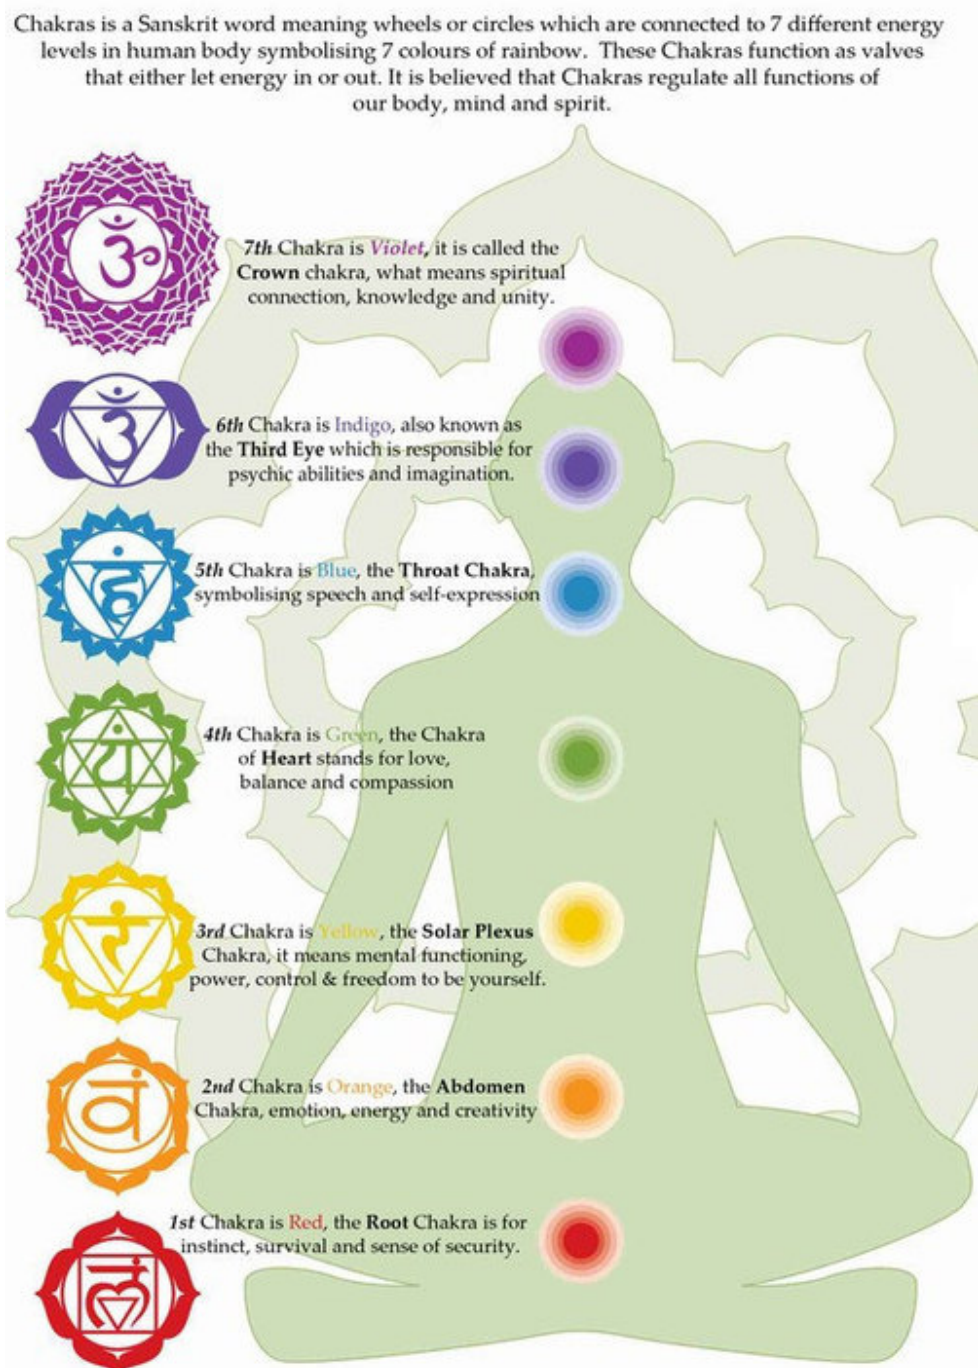 Chakras is a Sanskrit word meaning wheels or circles which are connected to 7 different energy
levels in human body symbolising 7 colours of rainbow. These Chakras function as valves
that either let energy in or out. It is believed that Chakras regulate all functions of
our body, mind and spirit.
ॐ
7th Chakra is Violet, it is called the
Crown chakra, what means spiritual
connection, knowledge and unity.
6th Chakra is Indigo, also known as
the Third Eye which is responsible for
psychic abilities and imagination.
हं
5th Chakra is Blue, the Throat Chakra,
symbolising speech and self-expression
यं
4th Chakra is Green, the Chakra
of Heart stands for love,
balance and compassion
रं
3rd Chakra is Yellow, the Solar Plexus
Chakra, it means mental functioning,
power, control & freedom to be yourself.
वं
2nd Chakra is Orange, the Abdomen
Chakra, emotion, energy and creativity
1st Chakra is Red, the Root Chakra is for
instinct, survival and sense of security.
लं